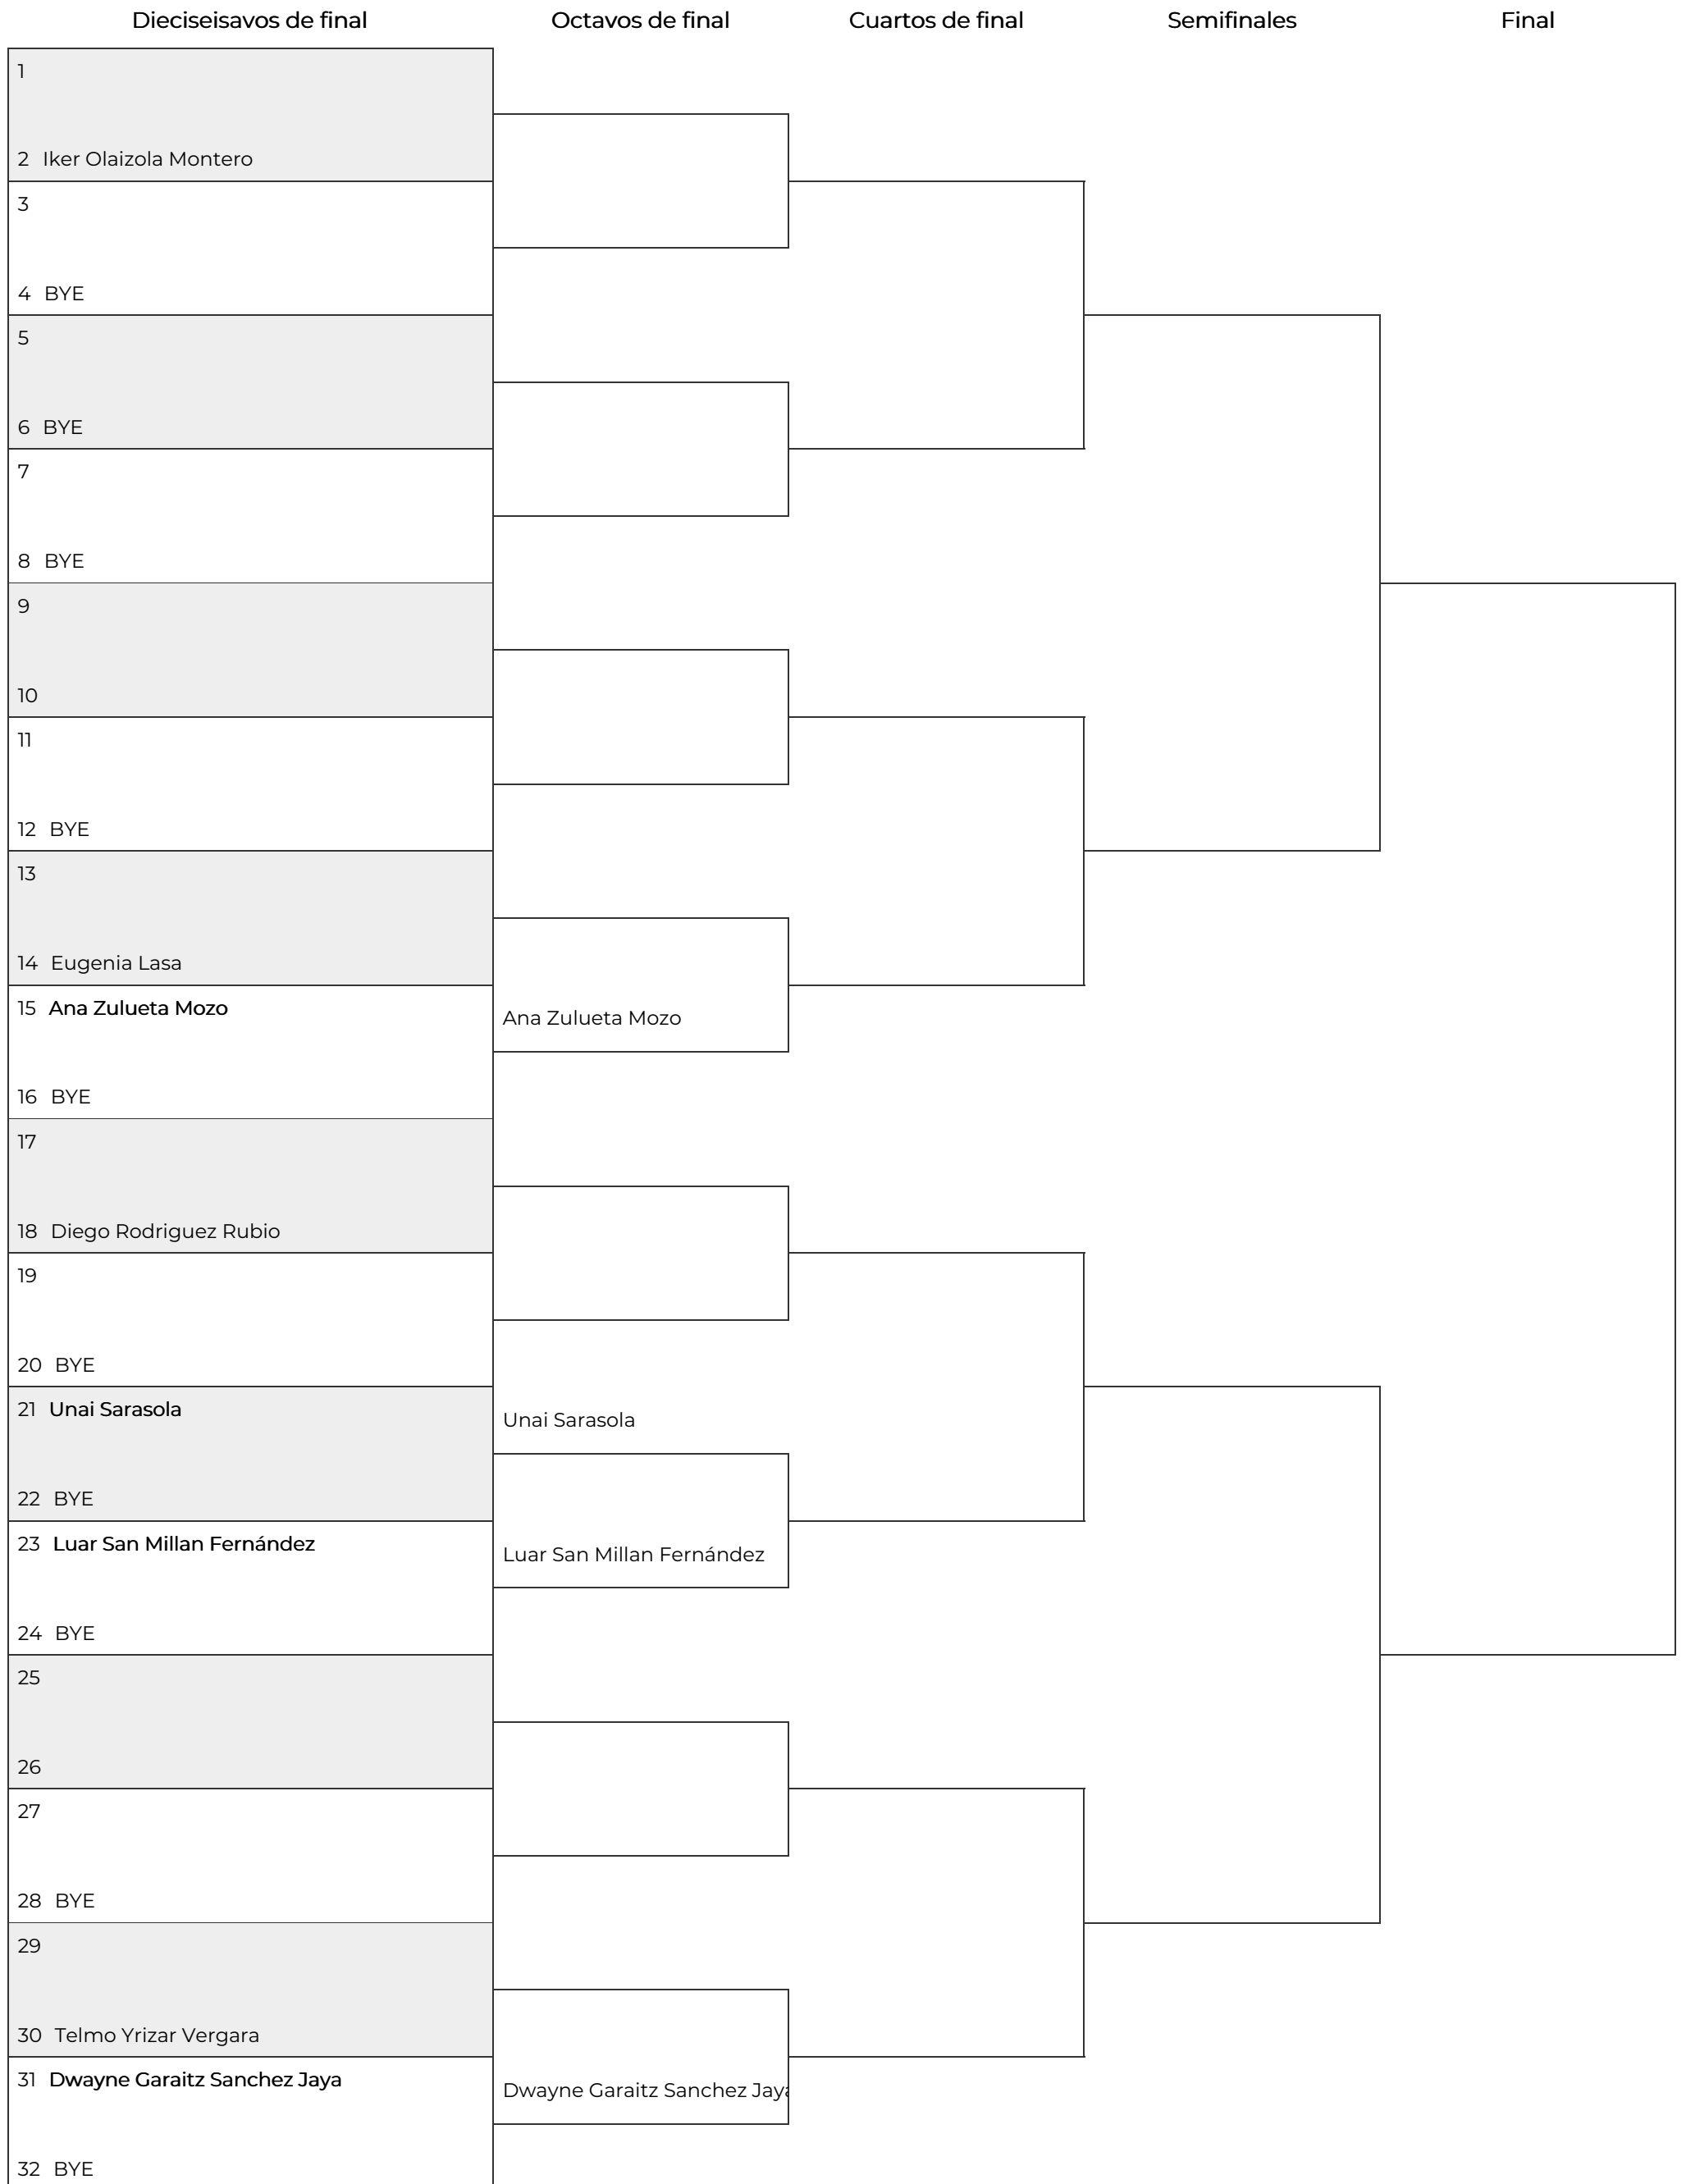 Dieciseisavos de final
Octavos de final
Cuartos de final
Semifinales
Final
1
2 Iker Olaizola Montero
3
4 BYE
5
6 BYE
7
8 BYE
9
10
11
12 BYE
13
14 Eugenia Lasa
15 Ana Zulueta Mozo
Ana Zulueta Mozo
16 BYE
17
18 Diego Rodriguez Rubio
19
20 BYE
21 Unai Sarasola
Unai Sarasola
22 BYE
23 Luar San Millan Fernández
Luar San Millan Fernández
24 BYE
25
26
27
28 BYE
29
30 Telmo Yrizar Vergara
31 Dwayne Garaitz Sanchez Jaya
Dwayne Garaitz Sanchez Jaya
32 BYE